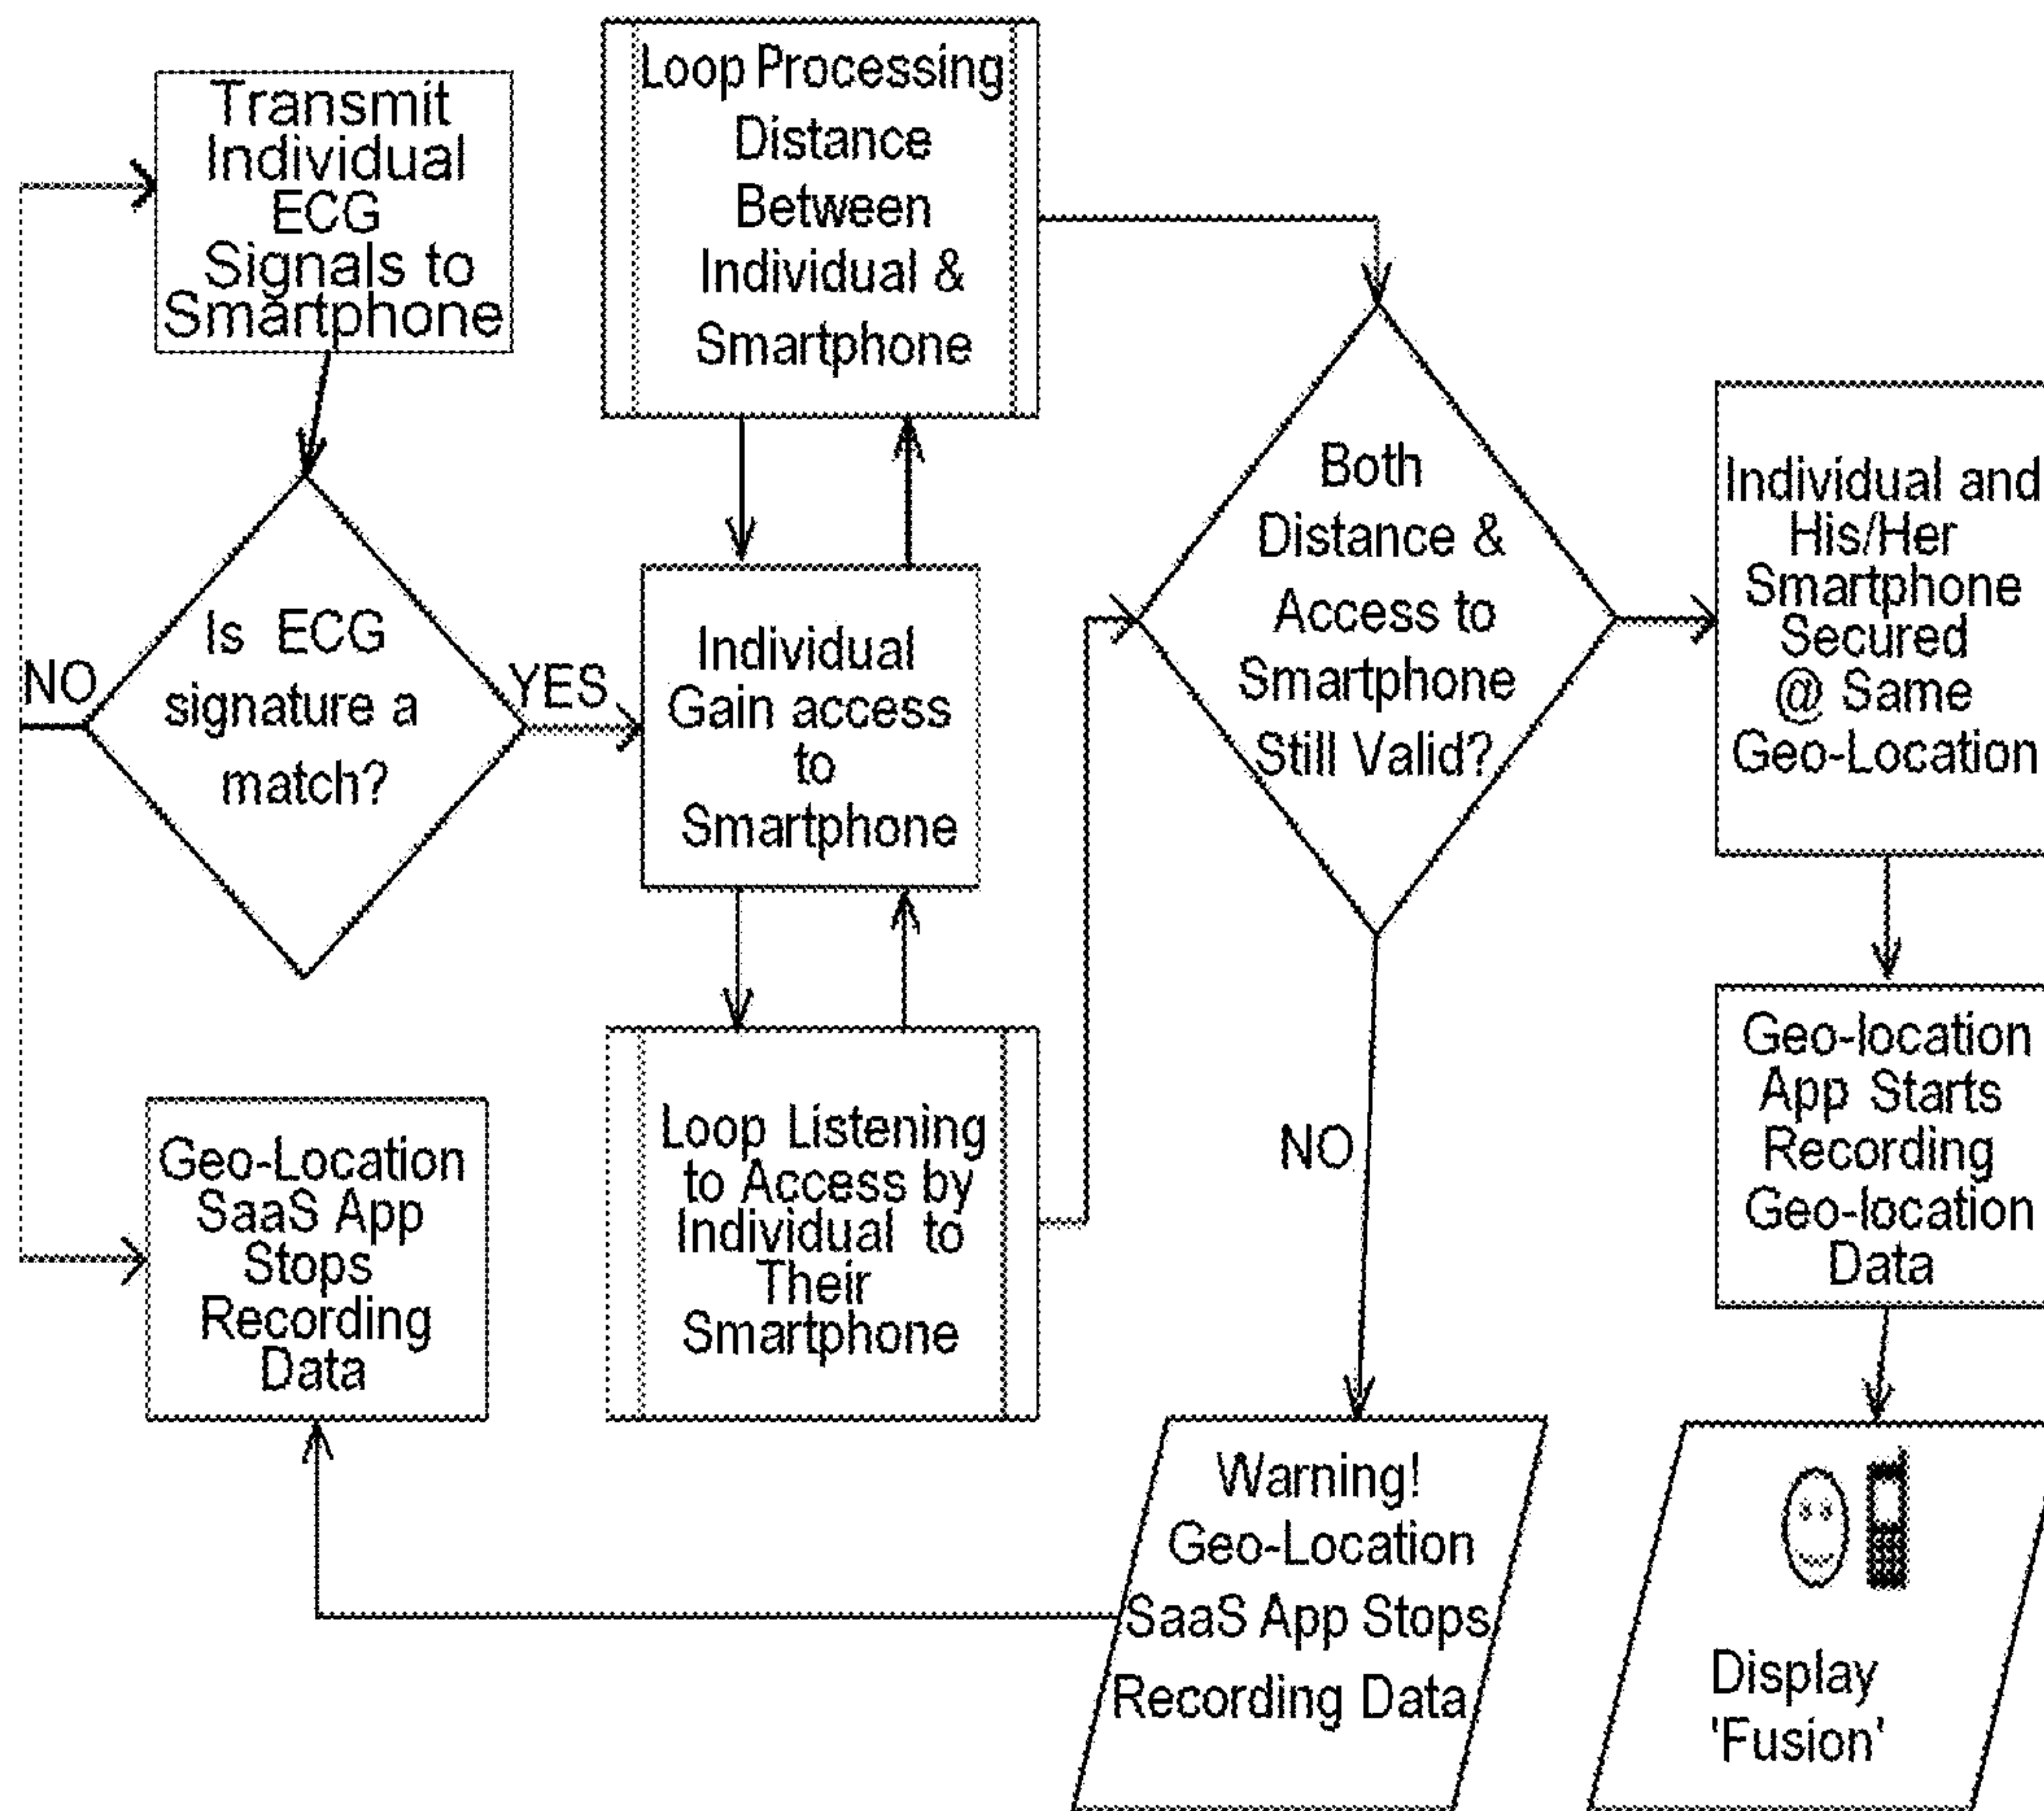 Transmit
Individual
ECG
Signals to
Smartphone
Is ECG
signature a
match?
NO
YES
Loop Processing
Distance
Between
Individual &
Smartphone
Individual
Gain access
to
Smartphone
Loop Listening
to Access by
Individual to
Their
Smartphone
Geo-Location
SaaS App
Stops
Recording
Data
Both
Distance &
Access to
Smartphone
Still Valid?
NO
Warning!
Geo-Location
SaaS App Stops
Recording Data
Individual and
His/Her
Smartphone
Secured
@ Same
Geo-Location
Geo-location
App Starts
Recording
Geo-location
Data
Display
'Fusion'